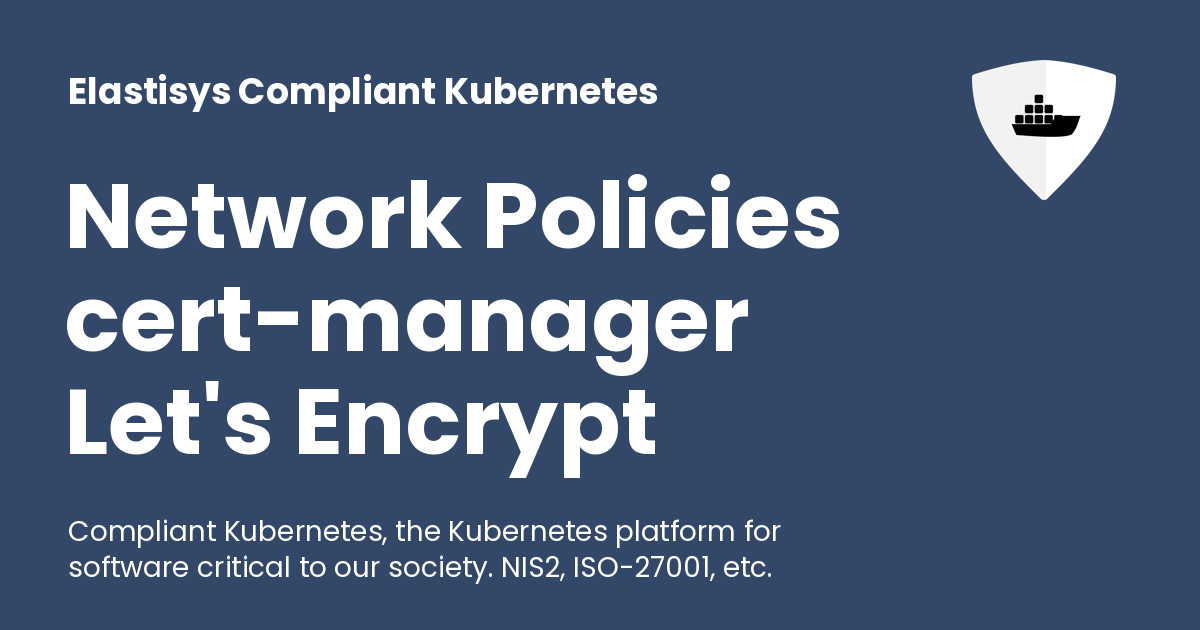 Elastisys Compliant Kubernetes
Network Policies
cert-manager
Let's Encrypt
Compliant Kubernetes, the Kubernetes platform for
software critical to our society. NIS2, ISO-27001, etc.